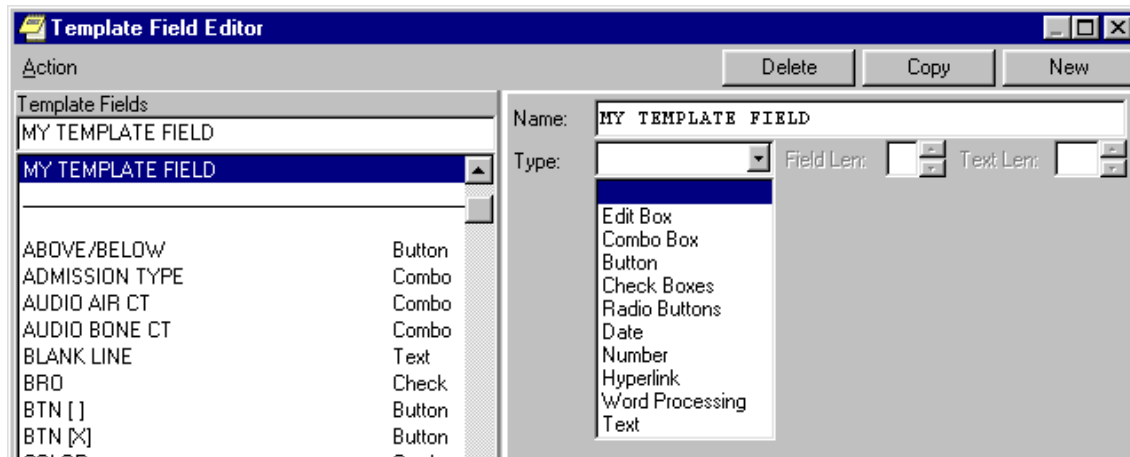 Template Field Editor
Action Delete Copy New
Template Fields
MY TEMPLATE FIELD
MY TEMPLATE FIELD
ABOVE/BELOW Button
ADMISSION TYPE Combo
AUDIO AIR CT Combo
AUDIO BONE CT Combo
BLANK LINE Text
BRO Check
BTN [ ] Button
BTN [X] Button
Name: MY TEMPLATE FIELD
Type: Field Len: Text Len:
Edit Box
Combo Box
Button
Check Boxes
Radio Buttons
Date
Number
Hyperlink
Word Processing
Text